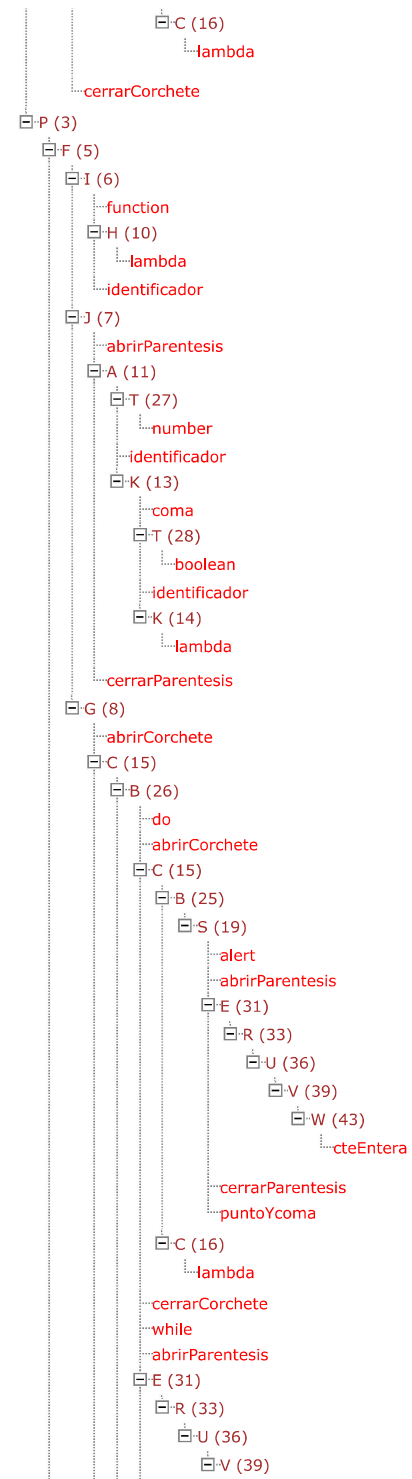 C (16)
lambda
cerrarCorchete
P (3)
F (5)
I (6)
function
H (10)
lambda
identificador
J (7)
abrirParentesis
A (11)
T (27)
number
identificador
K (13)
coma
T (28)
boolean
identificador
K (14)
lambda
cerrarParentesis
G (8)
abrirCorchete
C (15)
B (26)
do
abrirCorchete
C (15)
B (25)
S (19)
alert
abrirParentesis
E (31)
R (33)
U (36)
V (39)
W (43)
cteEntera
cerrarParentesis
puntoYcoma
C (16)
lambda
cerrarCorchete
while
abrirParentesis
E (31)
R (33)
U (36)
V (39)